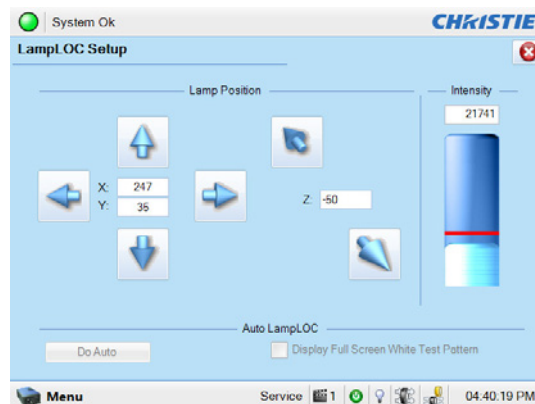 System Ok
CHRISTIE
LampLOC Setup
Lamp Position
Intensity
21741
X: 247
Y: 35
Z: -50
Auto LampLOC
Do Auto
Display Full Screen White Test Pattern
Menu
Service
1
04:40:19 PM